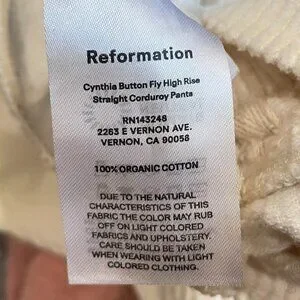 Reformation
Cynthia Button Fly High Rise
Straight Corduroy Pants
RN143248
2263 E VERNON AVE.
VERNON, CA 90058
100% ORGANIC COTTON
DUE TO THE NATURAL
CHARACTERISTICS OF THIS
FABRIC THE COLOR MAY RUB
OFF ON LIGHT COLORED
FABRICS AND UPHOLSTERY.
CARE SHOULD BE TAKEN
WHEN WEARING WITH LIGHT
COLORED CLOTHING.